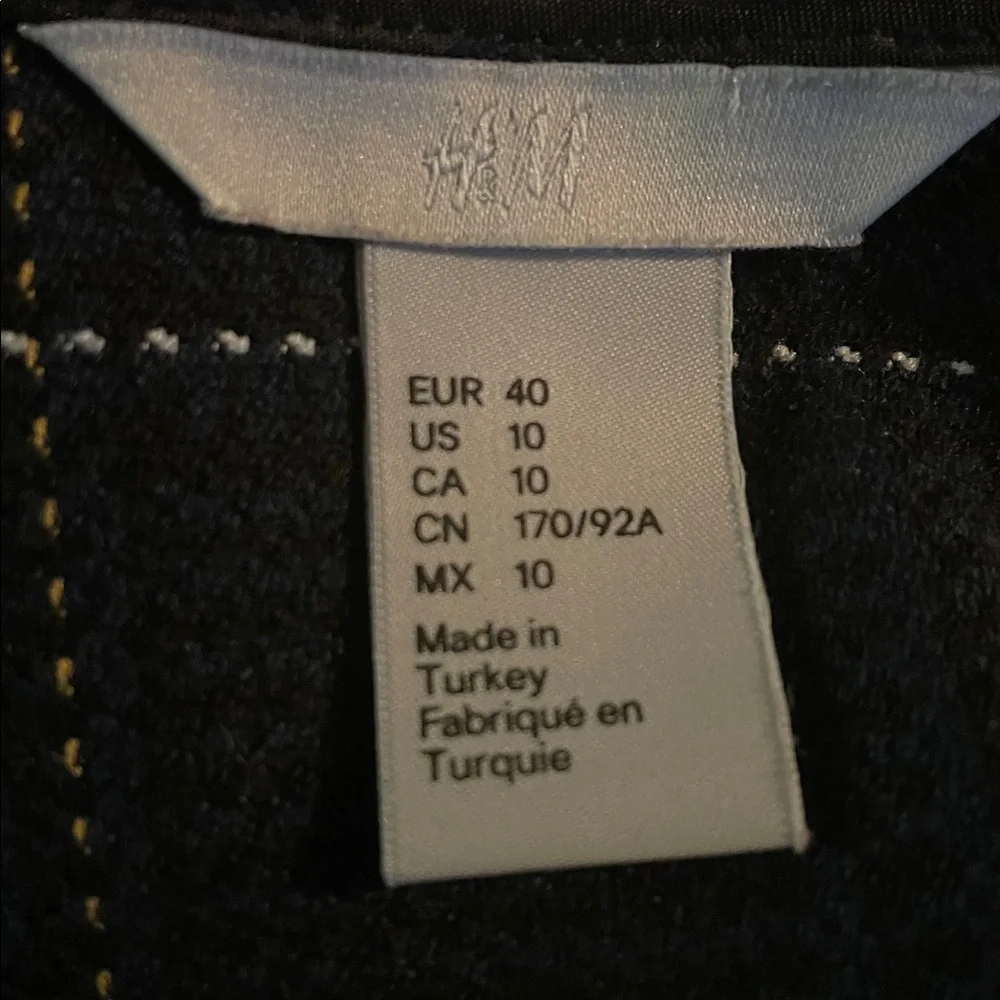 H&M
EUR 40
US 10
CA 10
CN 170/92A
MX 10
Made in
Turkey
Fabriqué en
Turquie